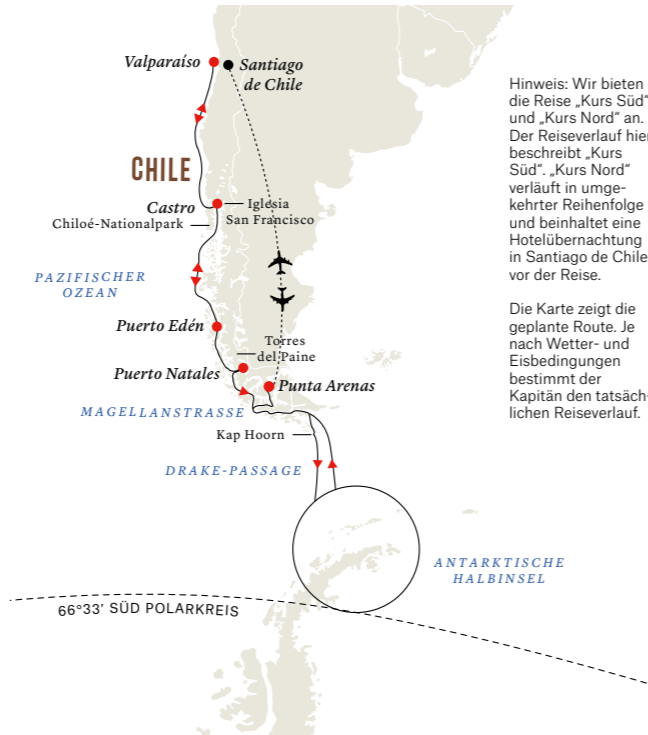 Valparaíso
Santiago
de Chile
CHILE
Castro
Iglesia
San Francisco
Chiloé-Nationalpark
PAZIFISCHER
OZEAN
Puerto Edén
Torres
del Paine
Puerto Natales
Punta Arenas
MAGELLANSTRASSE
Kap Hoorn
DRAKE-PASSAGE
ANTARKTISCHE
HALBINSEL
66°33' SÜD POLARKREIS
Hinweis: Wir bieten
die Reise „Kurs Süd“
und „Kurs Nord“ an.
Der Reiseverlauf hier
beschreibt „Kurs
Süd“. „Kurs Nord“
verläuft in umge-
kehrter Reihenfolge
und beinhaltet eine
Hotelübernachtung
in Santiago de Chile
vor der Reise.
Die Karte zeigt die
geplante Route. Je
nach Wetter- und
Eisbedingungen
bestimmt der
Kapitän den tatsäch-
lichen Reiseverlauf.